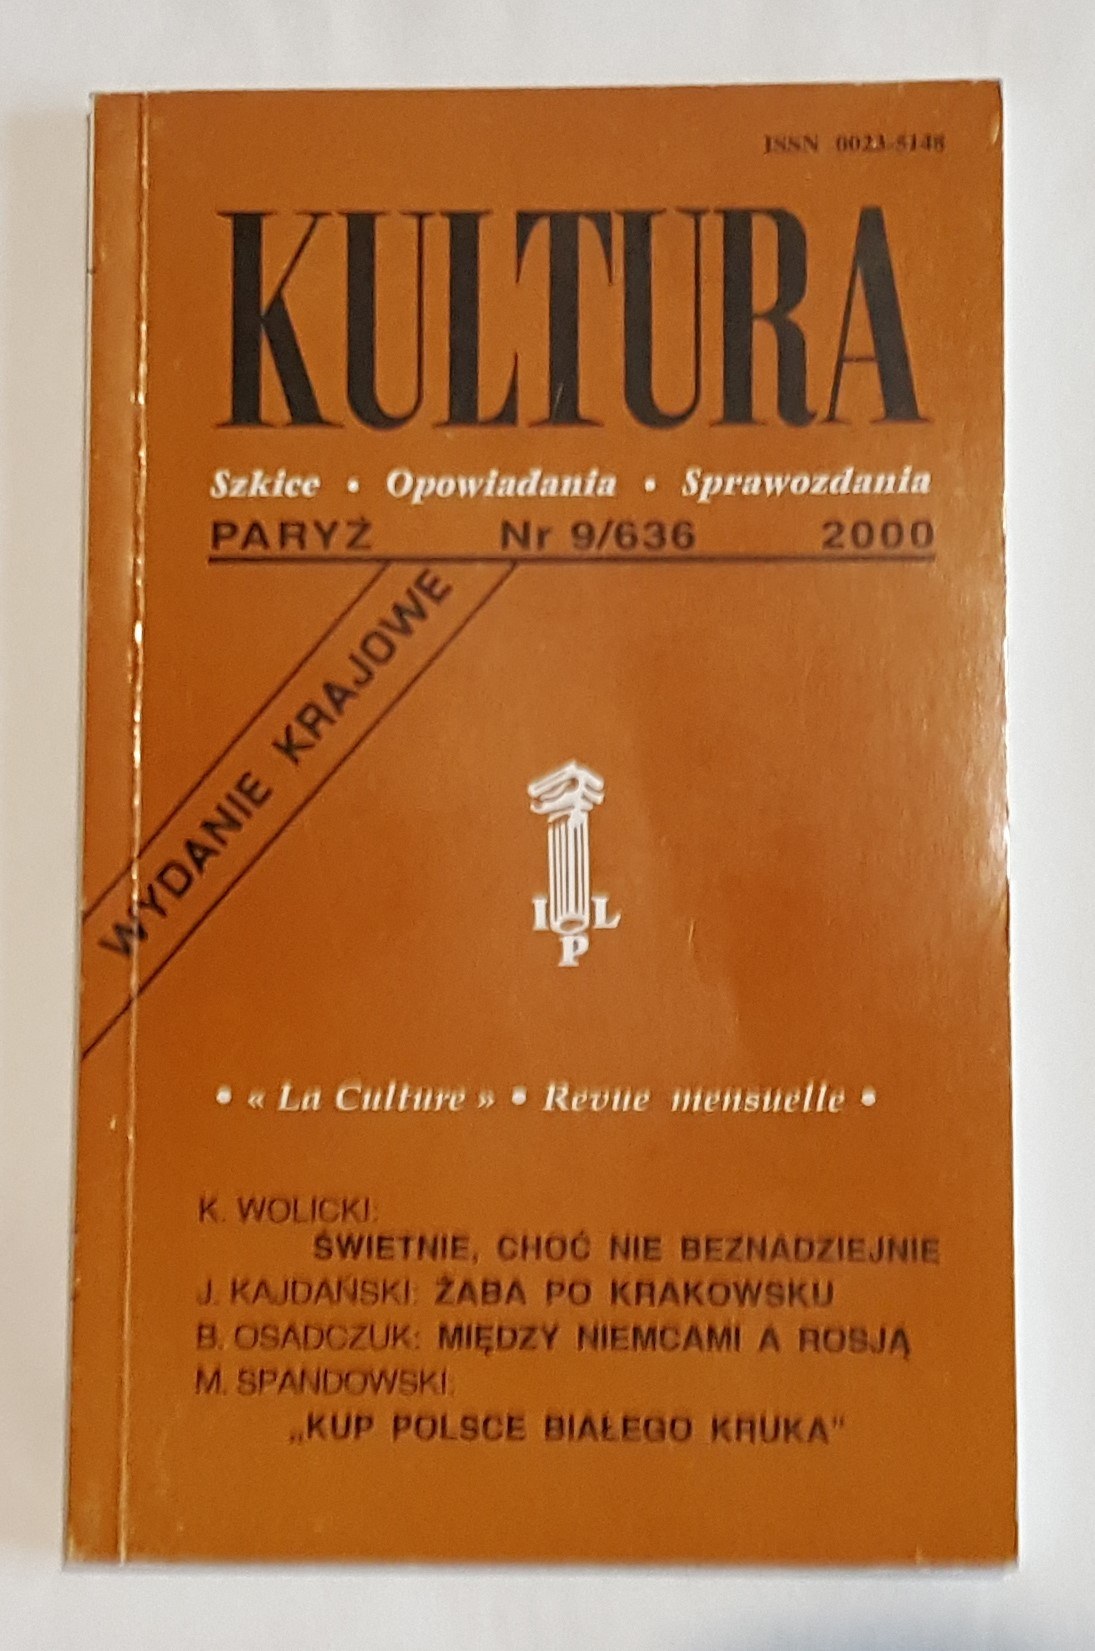 ISSN 0023-5148
KULTURA
Szkice • Opowiadania • Sprawozdania
PARYŻ Nr 9/636 2000
WYDANIE KRAJOWE
I L
P
• « La Culture » • Revue mensuelle •
K. WOLICKI:
ŚWIETNIE, CHOĆ NIE BEZNADZIEJNIE
J. KAJDAŃSKI: ŻABA PO KRAKOWSKU
B. OSADCZUK: MIĘDZY NIEMCAMI A ROSJĄ
M. SPANDOWSKI:
„KUP POLSCE BIAŁEGO KRUKA"